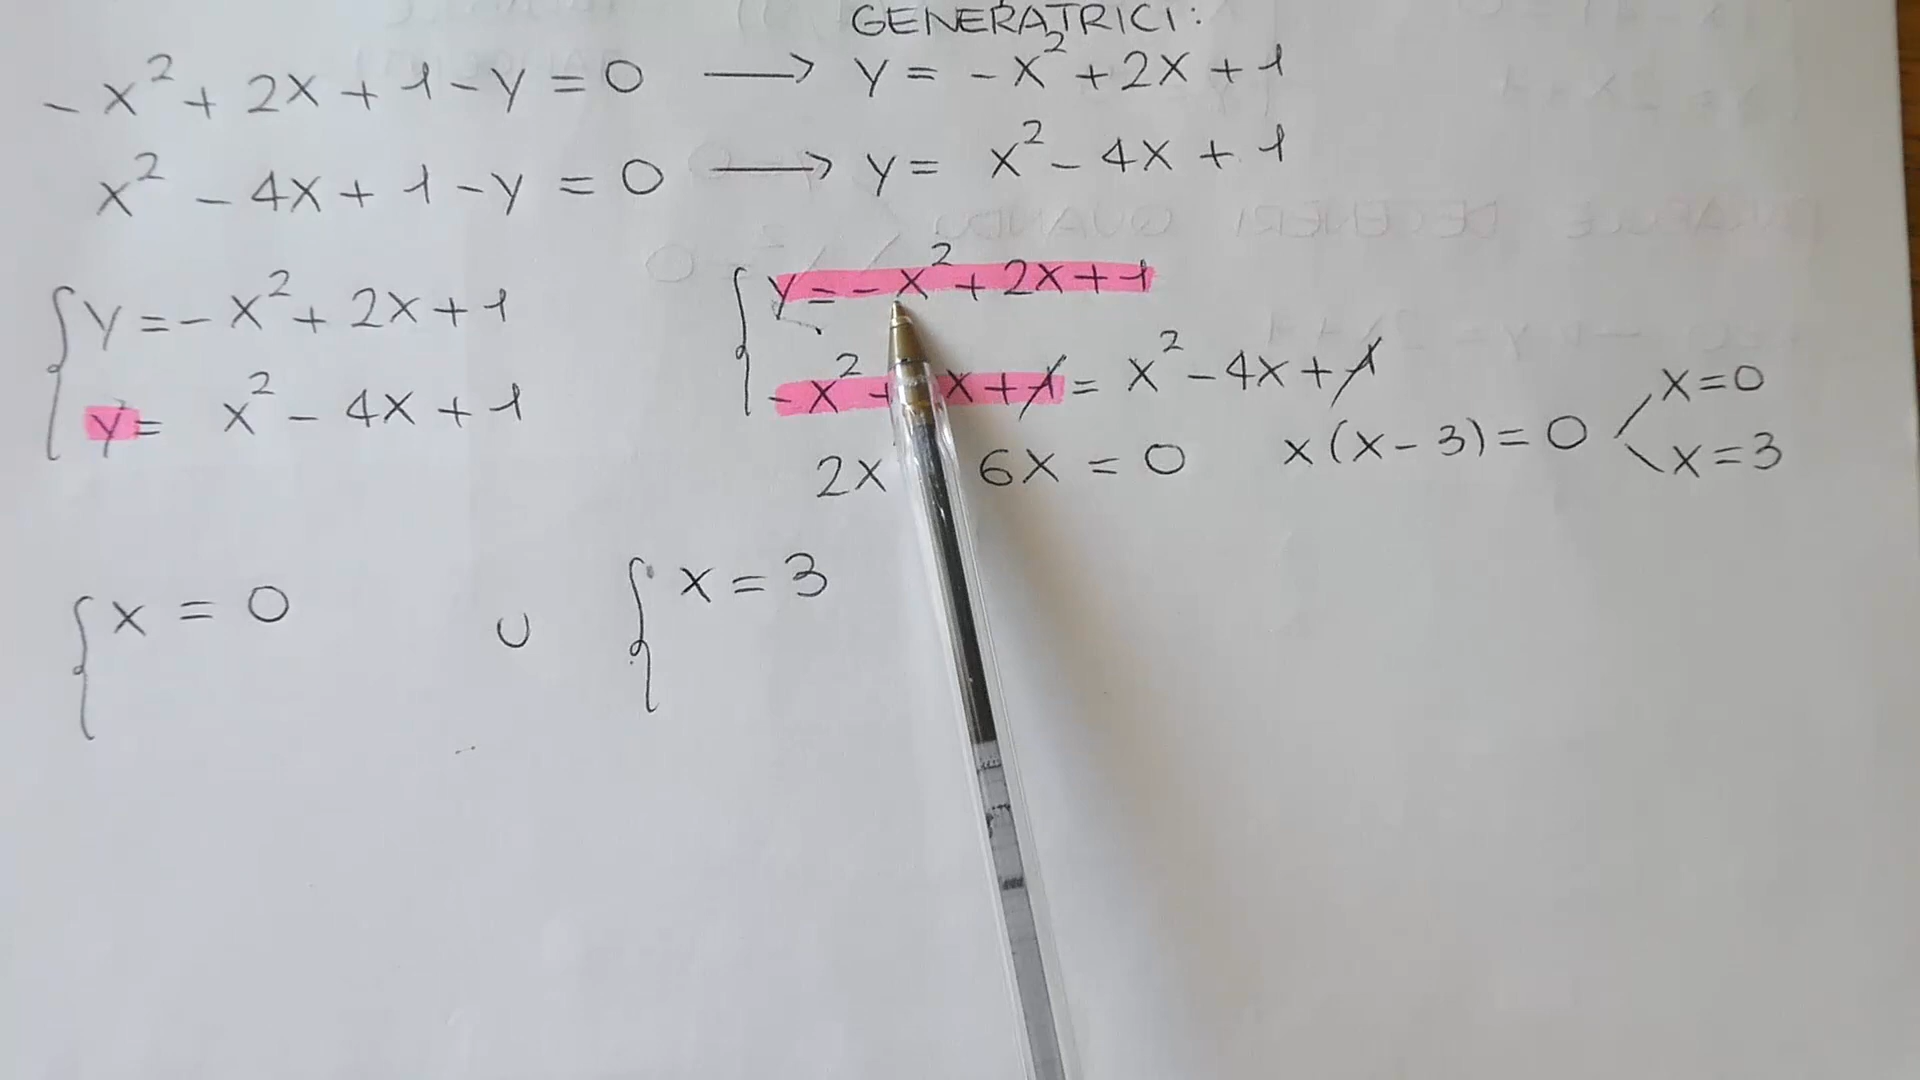 GENERATRICI:
-x² + 2x + 1 - y = 0 → y = -x² + 2x + 1
x² - 4x + 1 - y = 0 → y = x² - 4x + 1
{ y = -x² + 2x + 1
y = x² - 4x + 1
{ y = -x² + 2x + 1
-x² + x + 1 = x² - 4x + 1
2x 6x = 0 x(x - 3) = 0
x = 0
x = 3
{ x = 0 ∪ { x = 3